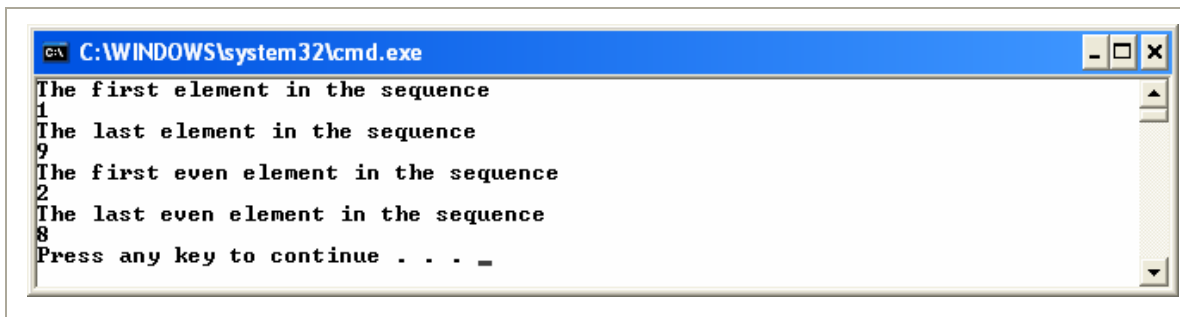 C:\WINDOWS\system32\cmd.exe
The first element in the sequence
1
The last element in the sequence
9
The first even element in the sequence
2
The last even element in the sequence
8
Press any key to continue . . . _